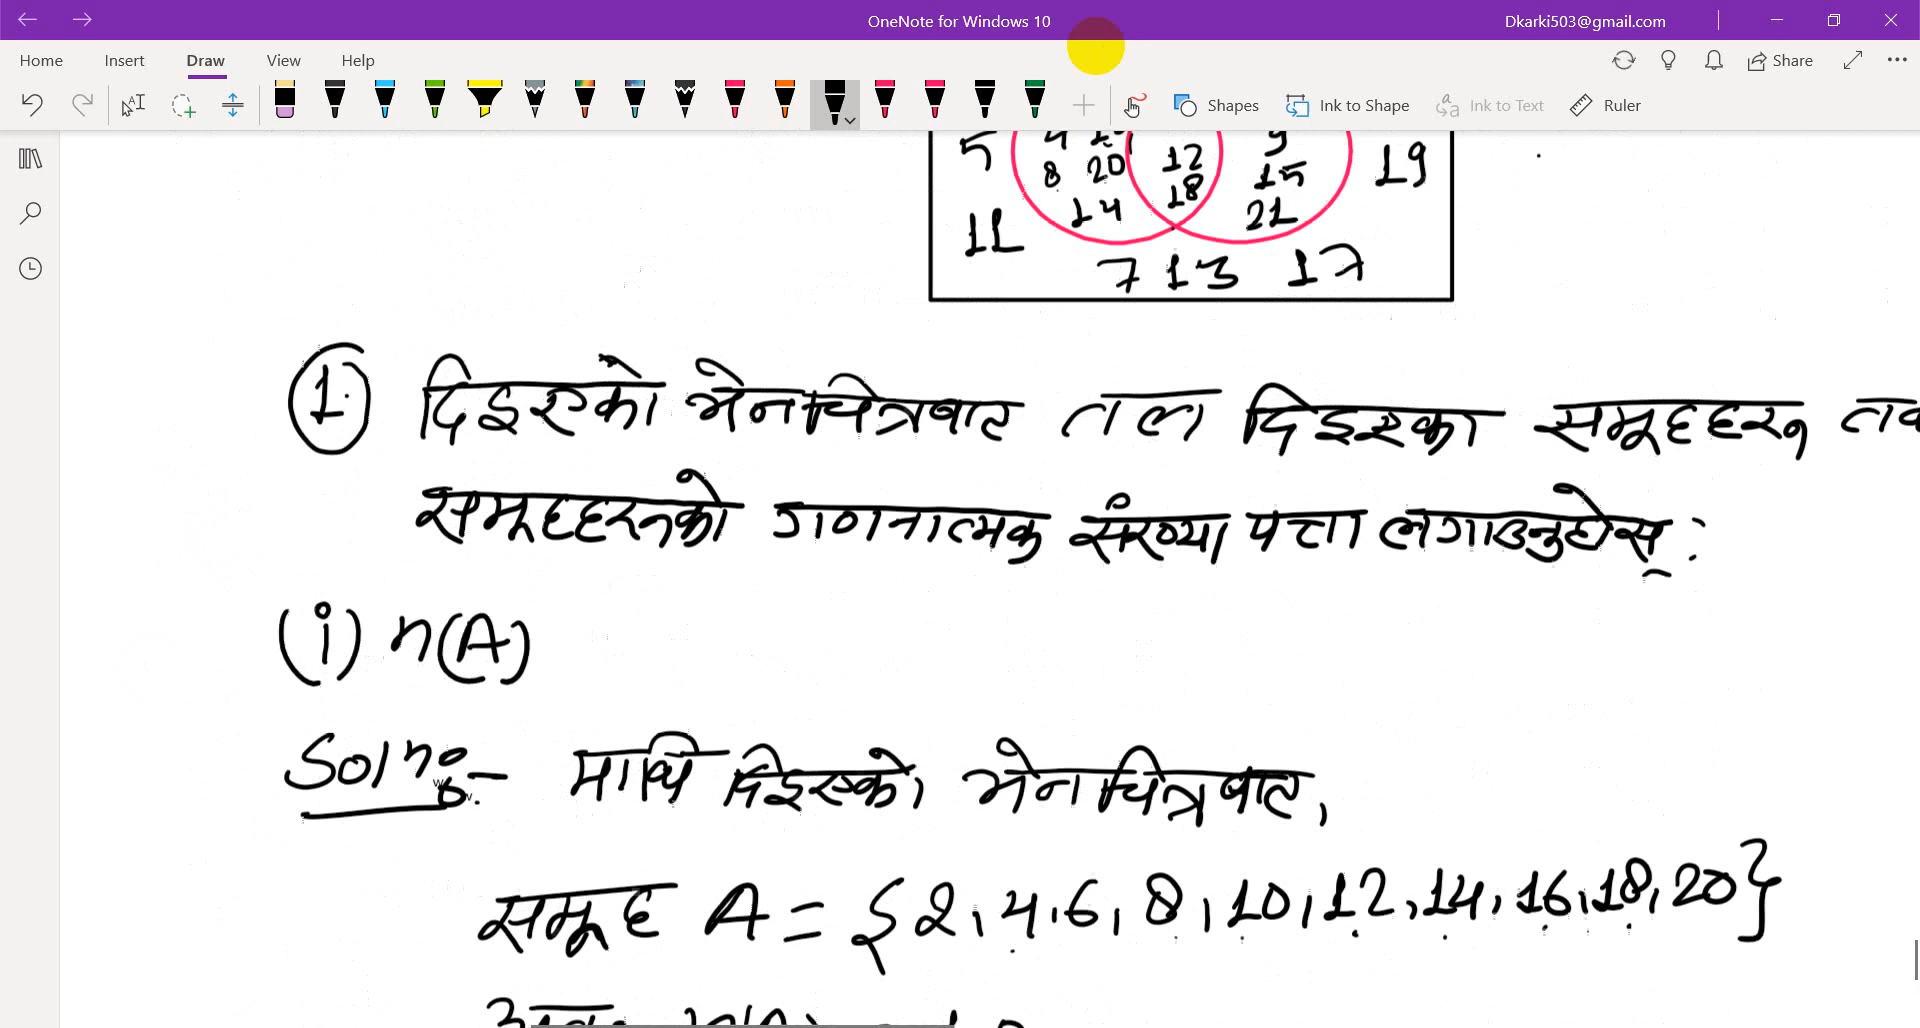 OneNote for Windows 10
Dkarki503@gmail.com
Home Insert Draw View Help
Share
Shapes Ink to Shape Ink to Text Ruler
5 8 20 12 15 19
14 18 21
11
7 13 17
1. दिइएको भेनचित्रबाट तल दिइएका समूहहरू
समूहहरूको गणनात्मक संख्या पत्ता लगाउनुहोस् :
(i) n(A)
Soln:- माथि दिइएको भेनचित्रबाट,
समूह A = {2, 4, 6, 8, 10, 12, 14, 16, 18, 20}